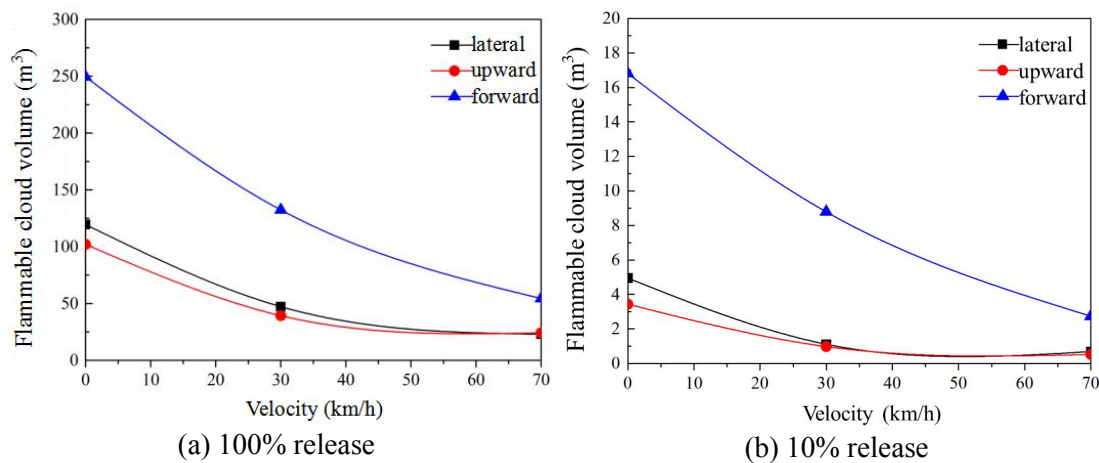 300
250
200
150
100
50
0
Flammable cloud volume (m³)
lateral
upward
forward
0 10 20 30 40 50 60 70
Velocity (km/h)
(a) 100% release
20
18
16
14
12
10
8
6
4
2
0
Flammable cloud volume (m³)
lateral
upward
forward
0 10 20 30 40 50 60 70
Velocity (km/h)
(b) 10% release